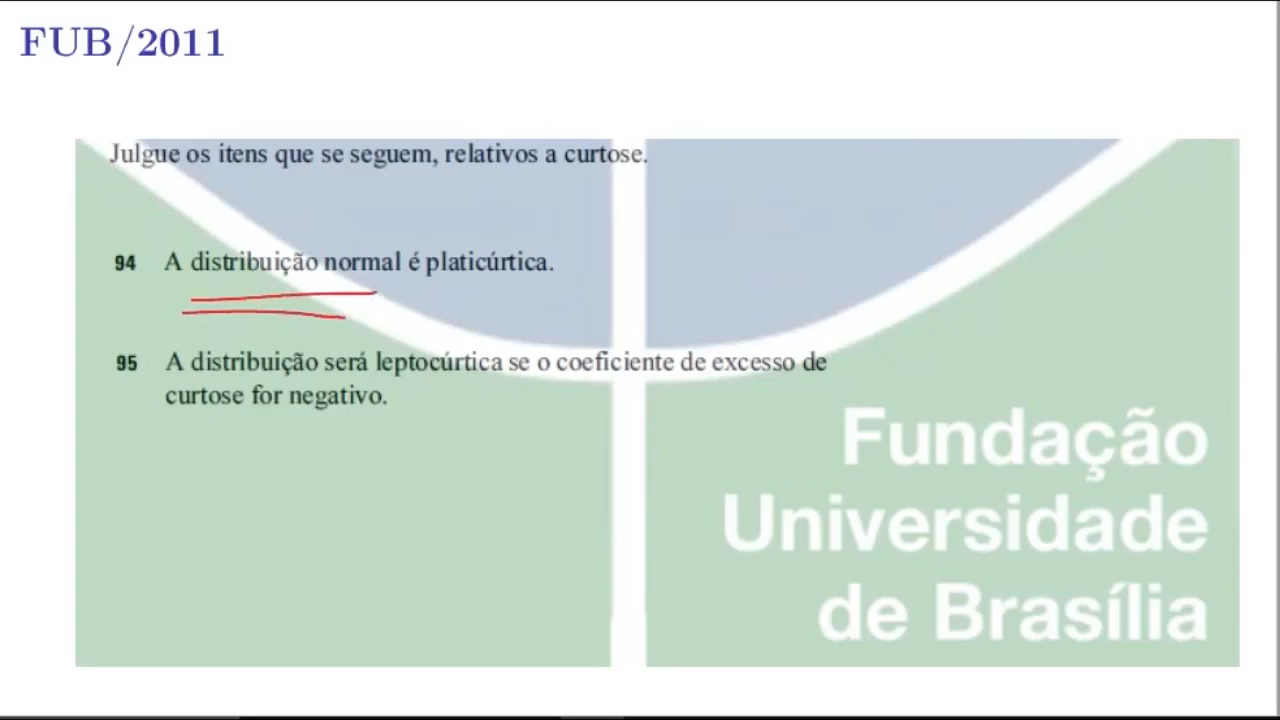 FUB/2011
Julgue os itens que se seguem, relativos a curtose.
94 A distribuição normal é platicúrtica.
95 A distribuição será leptocúrtica se o coeficiente de excesso de
curtose for negativo.
Fundação
Universidade
de Brasília